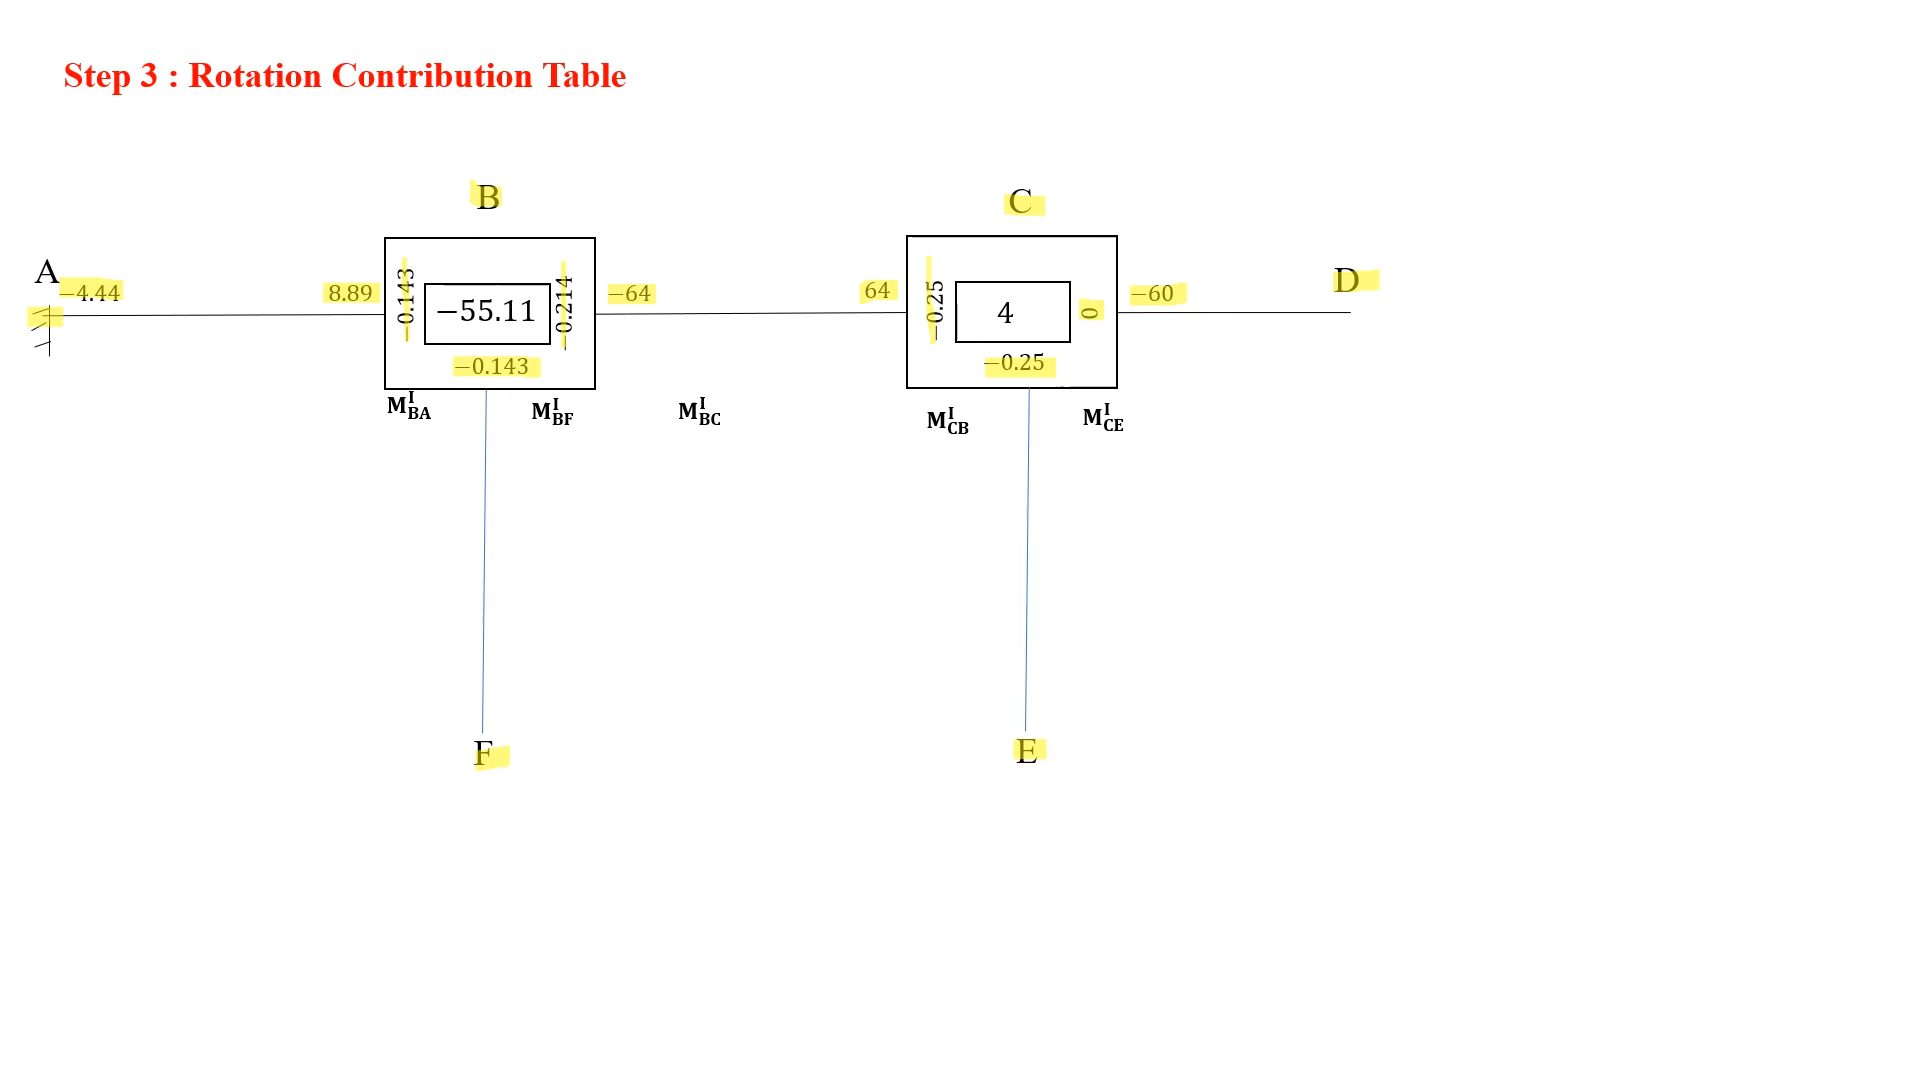 Step 3 : Rotation Contribution Table
B
C
A
D
−4.44
8.89
−0.143
−55.11
−0.214
−64
64
−0.25
4
0
−60
−0.143
−0.25
M^I_BA
M^I_BF
M^I_BC
M^I_CB
M^I_CE
F
E